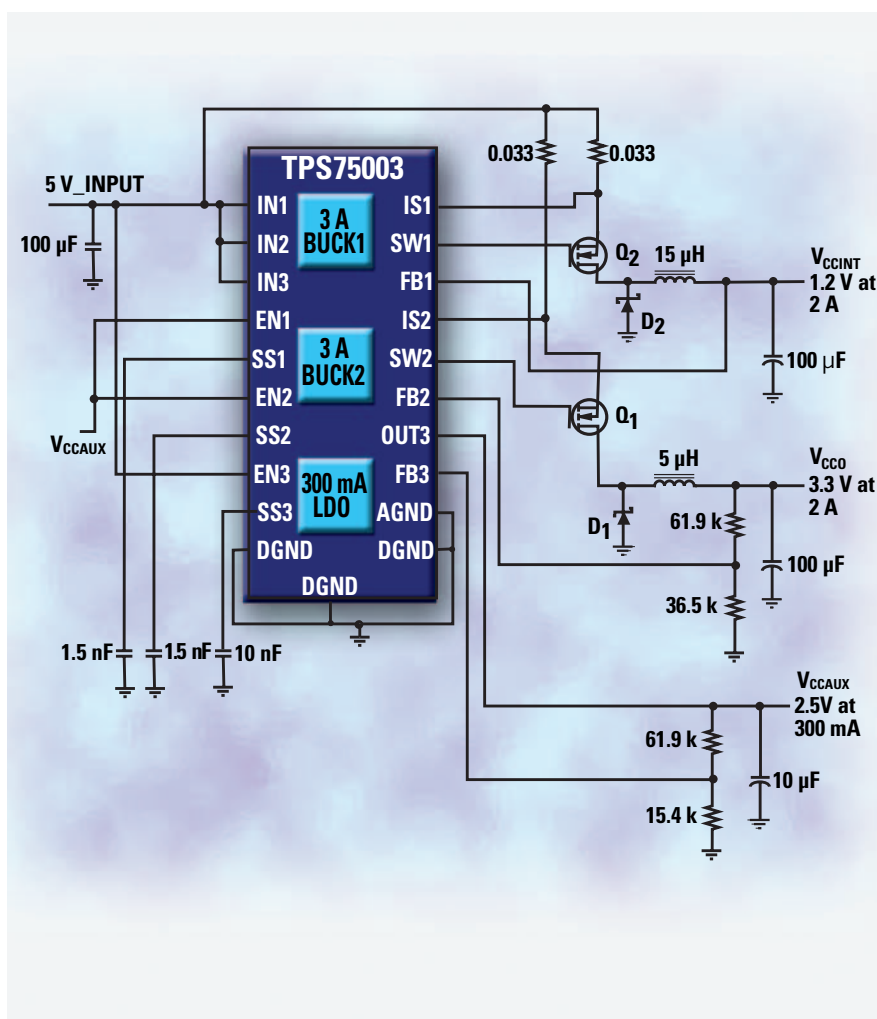 TPS75003
5 V_INPUT
100 µF
IN1
IN2
IN3
EN1
SS1
EN2
SS2
EN3
SS3
DGND
DGND
3 A
BUCK1
3 A
BUCK2
300 mA
LDO
IS1
SW1
FB1
IS2
SW2
FB2
OUT3
FB3
AGND
DGND
VCCAUX
1.5 nF
1.5 nF
10 nF
0.033
0.033
Q2
15 µH
D2
VCCINT
1.2 V at
2 A
100 µF
Q1
5 µH
D1
61.9 k
36.5 k
VCCO
3.3 V at
2 A
100 µF
VCCAUX
2.5V at
300 mA
61.9 k
15.4 k
10 µF